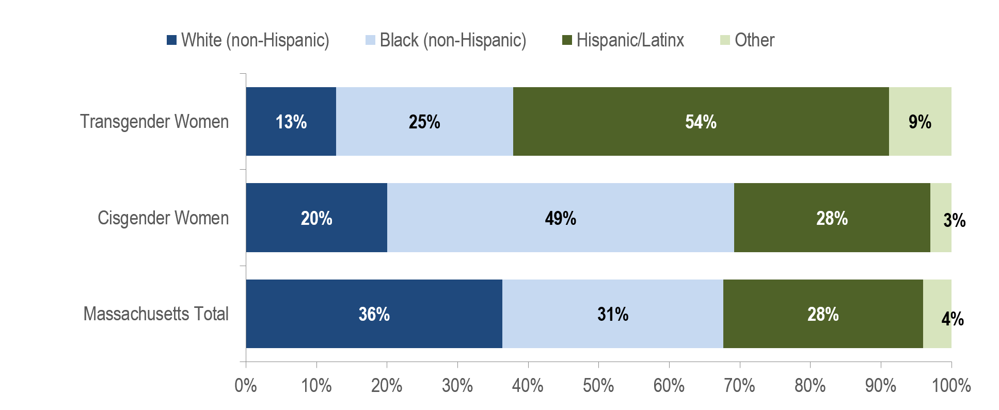 White (non-Hispanic) Black (non-Hispanic) Hispanic/Latinx Other
Transgender Women 13% 25% 54% 9%
Cisgender Women 20% 49% 28% 3%
Massachusetts Total 36% 31% 28% 4%
0% 10% 20% 30% 40% 50% 60% 70% 80% 90% 100%